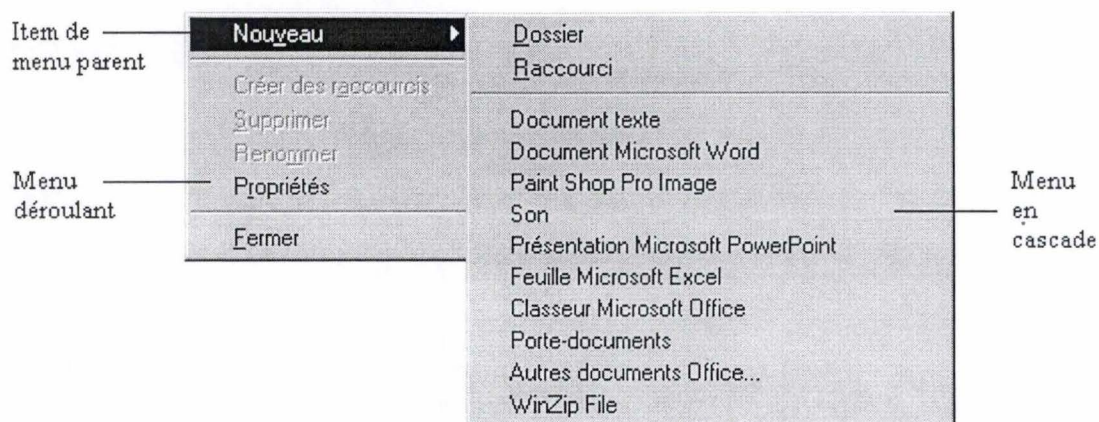 Item de
menu parent
Nouveau
Créer des raccourcis
Supprimer
Renommer
Propriétés
Fermer
Menu
déroulant
Dossier
Raccourci
Document texte
Document Microsoft Word
Paint Shop Pro Image
Son
Présentation Microsoft PowerPoint
Feuille Microsoft Excel
Classeur Microsoft Office
Porte-documents
Autres documents Office...
WinZip File
Menu
en
cascade